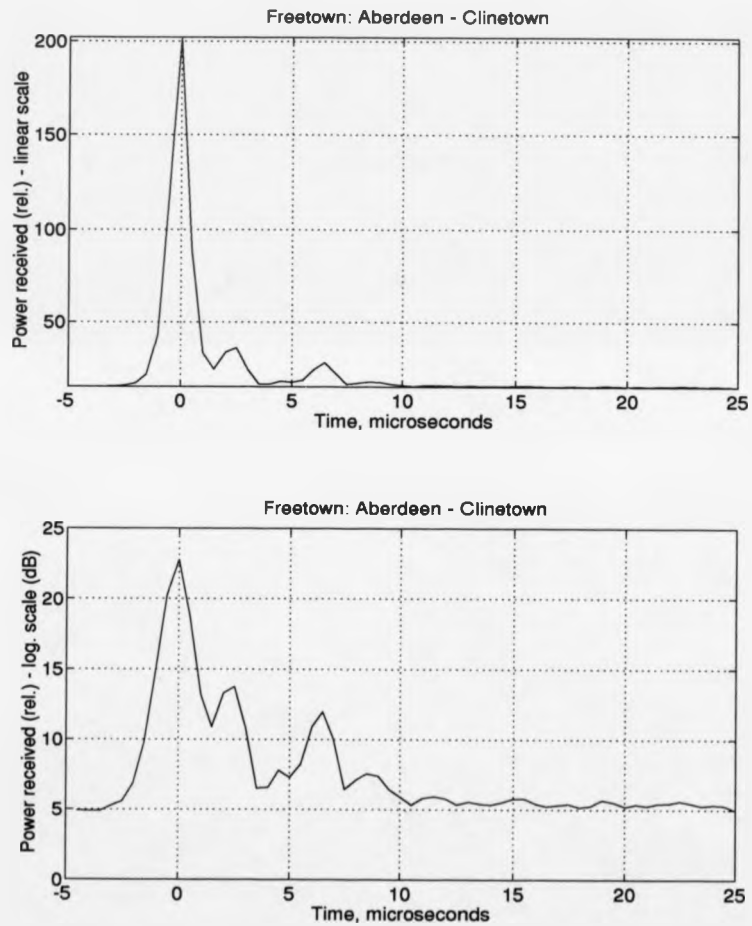 Freetown: Aberdeen - Clinetown
Power received (rel.) - linear scale
200
150
100
50
-5 0 5 10 15 20 25
Time, microseconds
Freetown: Aberdeen - Clinetown
Power received (rel.) - log. scale (dB)
25
20
15
10
5
0
-5 0 5 10 15 20 25
Time, microseconds